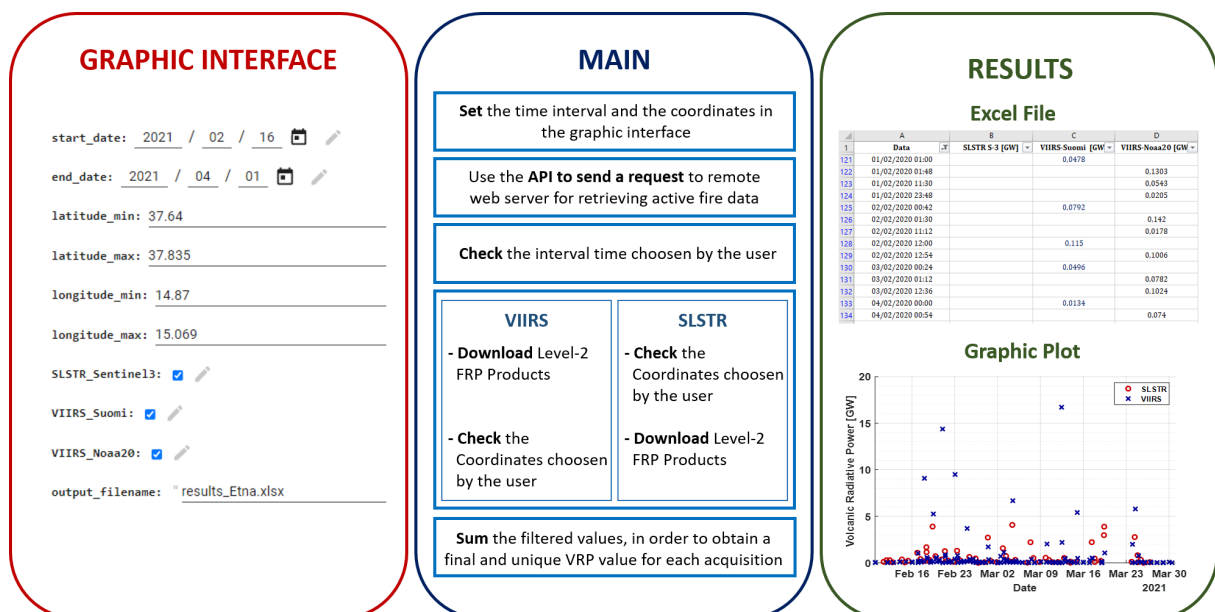 GRAPHIC INTERFACE
start_date: 2021 / 02 / 16
end_date: 2021 / 04 / 01
latitude_min: 37.64
latitude_max: 37.835
longitude_min: 14.87
longitude_max: 15.069
SLSTR_Sentinel3:
VIIRS_Suomi:
VIIRS_Noaa20:
output_filename: " results_Etna.xlsx
MAIN
Set the time interval and the coordinates in
the graphic interface
Use the API to send a request to remote
web server for retrieving active fire data
Check the interval time choosen by the user
VIIRS
- Download Level-2
FRP Products
- Check the
Coordinates choosen
by the user
SLSTR
- Check the
Coordinates choosen
by the user
- Download Level-2
FRP Products
Sum the filtered values, in order to obtain a
final and unique VRP value for each acquisition
RESULTS
Excel File
A B C D
1 Data SLSTR S-3 [GW] VIIRS-Suomi [GW VIIRS-Noaa20 [GW
121 01/02/2020 01:00 0,0478
122 01/02/2020 01:48 0,1303
123 01/02/2020 11:30 0,0543
124 01/02/2020 23:48 0,0205
125 02/02/2020 00:42 0,0792
126 02/02/2020 01:30 0,142
127 02/02/2020 11:12 0,0178
128 02/02/2020 12:00 0,115
129 02/02/2020 12:54 0,1006
130 03/02/2020 00:24 0,0496
131 03/02/2020 01:12 0,0782
132 03/02/2020 12:36 0,1024
133 04/02/2020 00:00 0,0134
134 04/02/2020 00:54 0,074
Graphic Plot
Volcanic Radiative Power [GW]
20
15
10
5
0
SLSTR
VIIRS
Feb 16 Feb 23 Mar 02 Mar 09 Mar 16 Mar 23 Mar 30
Date 2021